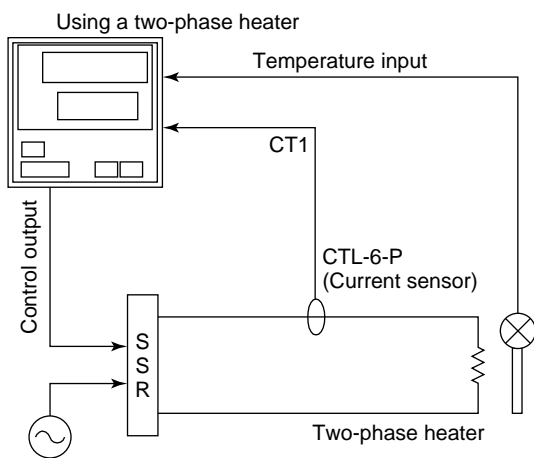 Using a two-phase heater
Temperature input
CT1
Control output
CTL-6-P
(Current sensor)
S
S
R
Two-phase heater